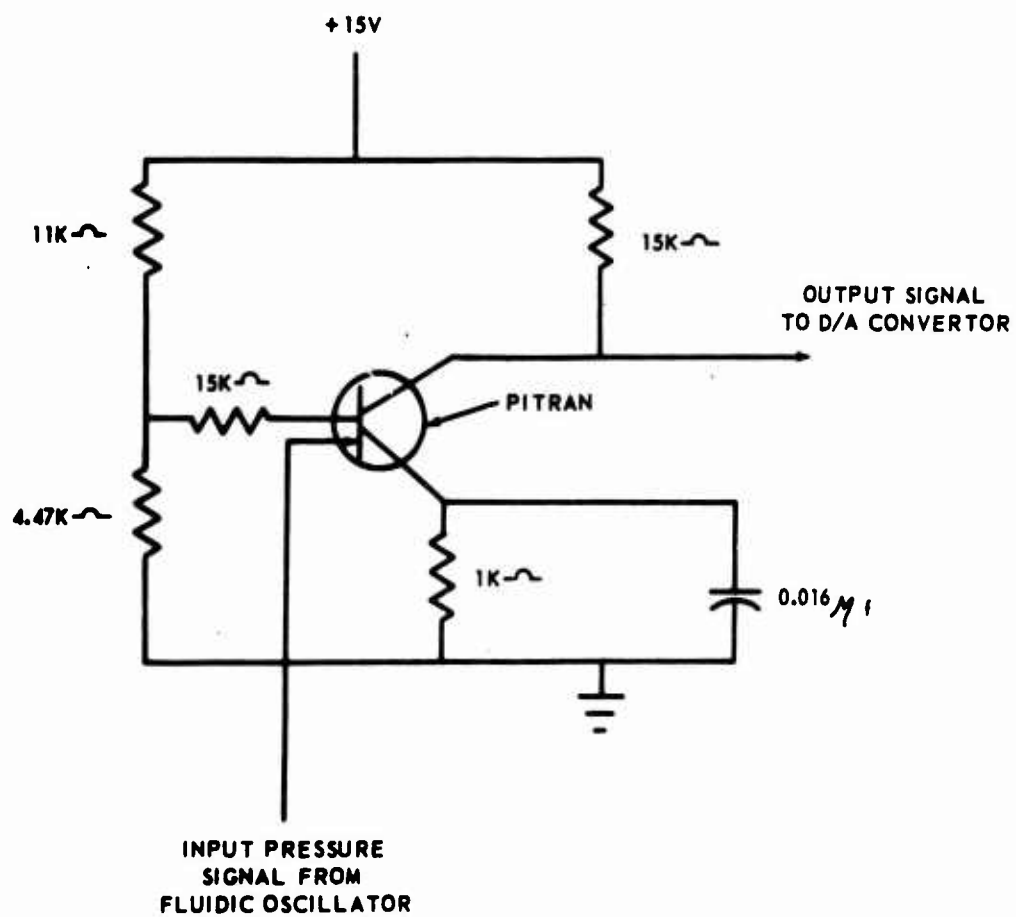 +15V
11K Ω
15K Ω
OUTPUT SIGNAL
TO D/A CONVERTOR
15K Ω
PITRAN
4.47K Ω
1K Ω
0.016 μf
INPUT PRESSURE
SIGNAL FROM
FLUIDIC OSCILLATOR